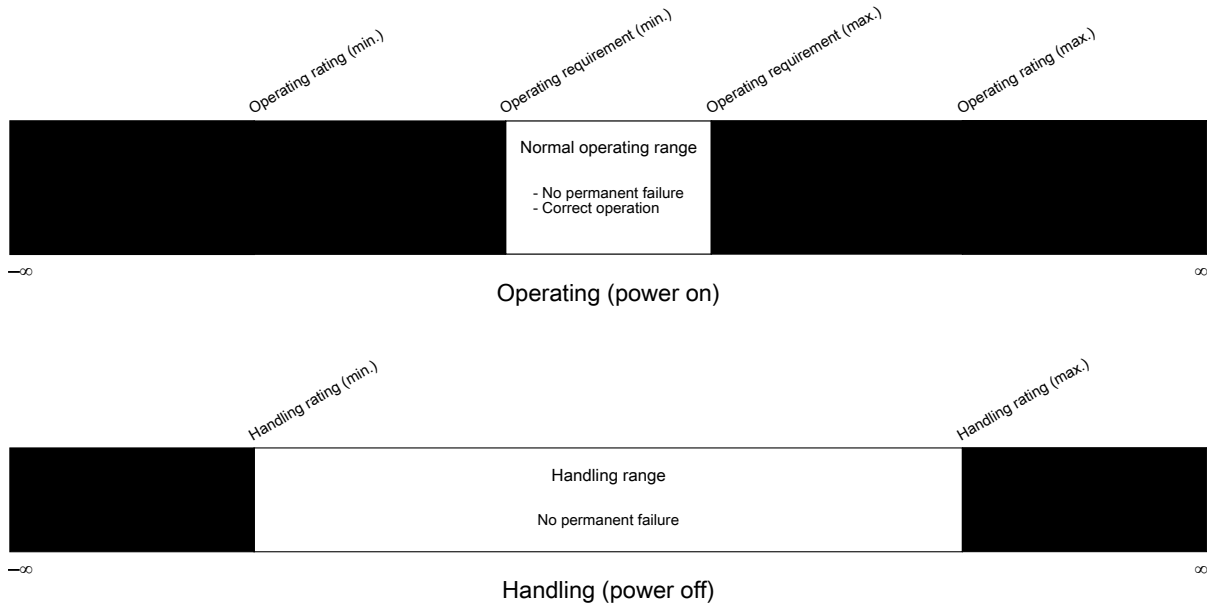 Operating rating (min.)
Operating requirement (min.)
Operating requirement (max.)
Operating rating (max.)
Normal operating range
- No permanent failure
- Correct operation
–∞
∞
Operating (power on)
Handling rating (min.)
Handling rating (max.)
Handling range
No permanent failure
–∞
∞
Handling (power off)